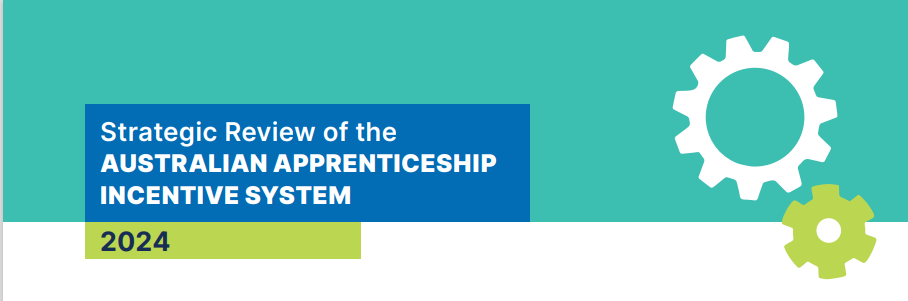 Strategic Review of the
AUSTRALIAN APPRENTICESHIP
INCENTIVE SYSTEM
2024